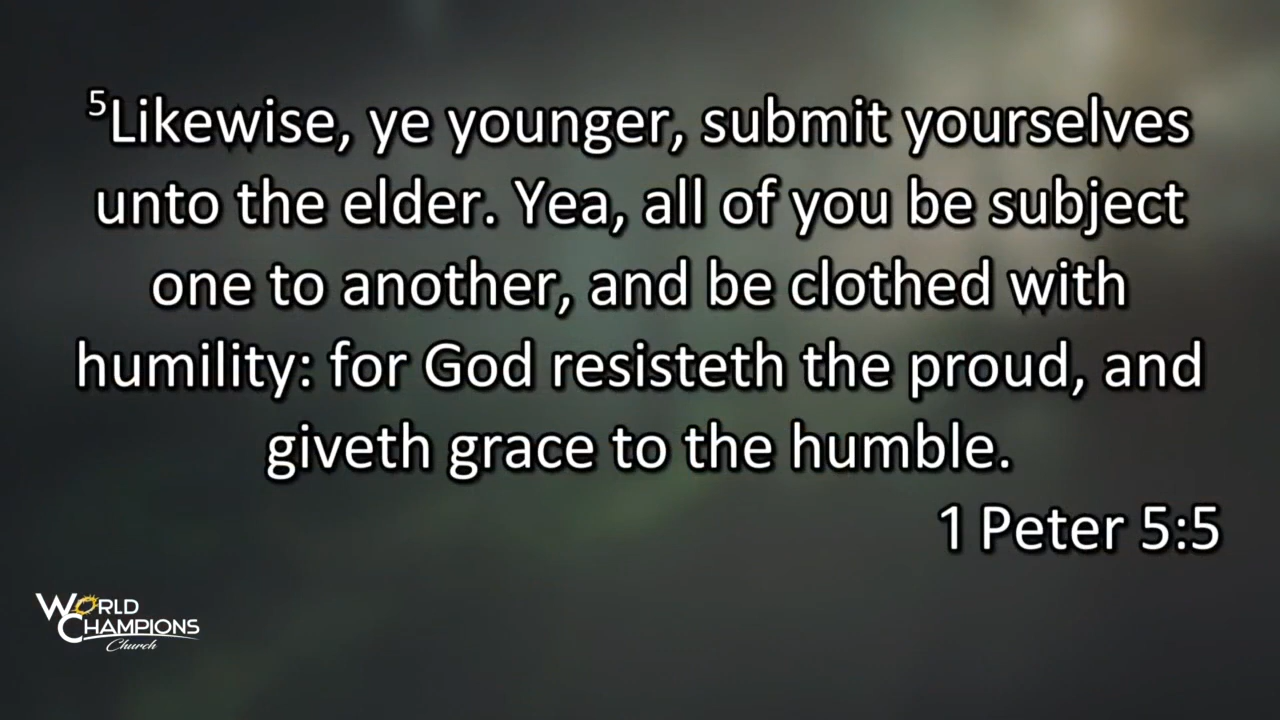 ⁵Likewise, ye younger, submit yourselves
unto the elder. Yea, all of you be subject
one to another, and be clothed with
humility: for God resisteth the proud, and
giveth grace to the humble.
1 Peter 5:5
WORLD
CHAMPIONS
Church